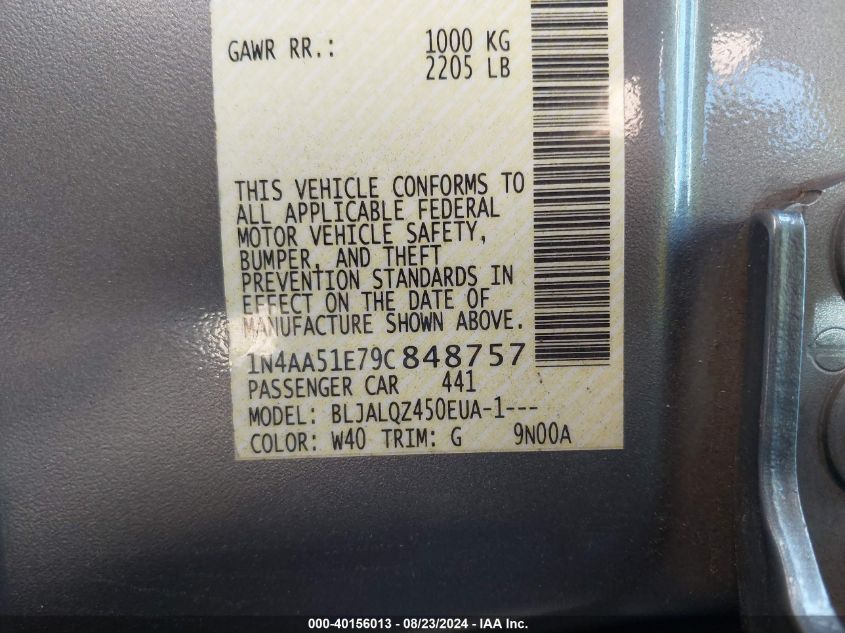 GAWR RR.: 1000 KG
2205 LB
THIS VEHICLE CONFORMS TO
ALL APPLICABLE FEDERAL
MOTOR VEHICLE SAFETY,
BUMPER, AND THEFT
PREVENTION STANDARDS IN
EFFECT ON THE DATE OF
MANUFACTURE SHOWN ABOVE.
1N4AA51E79C848757
PASSENGER CAR 441
MODEL: BLJALQZ450EUA-1---
COLOR: W40 TRIM: G 9N00A
000-40156013 - 08/23/2024 - IAA Inc.